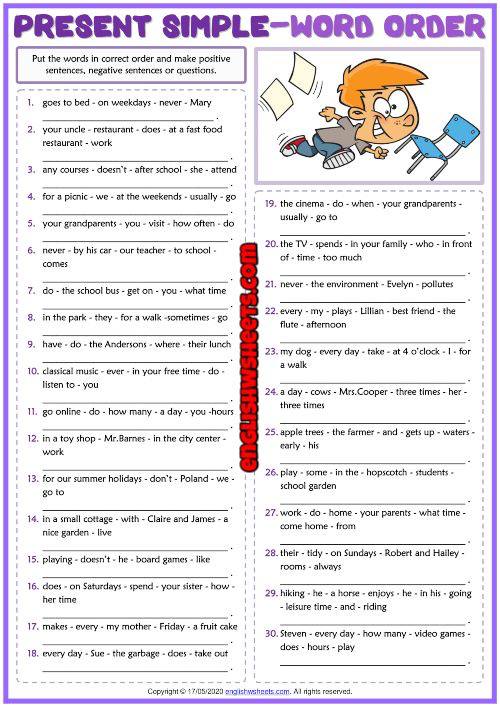 PRESENT SIMPLE-WORD ORDER
Put the words in correct order and make positive
sentences, negative sentences or questions.
1. goes to bed - on weekdays - never - Mary
.
2. your uncle - restaurant - does - at a fast food
restaurant - work
.
3. any courses - doesn't - after school - she - attend
.
4. for a picnic - we - at the weekends - usually - go
.
5. your grandparents - you - visit - how often - do
.
6. never - by his car - our teacher - to school -
comes
.
7. do - the school bus - get on - you - what time
.
8. in the park - they - for a walk -sometimes - go
.
9. have - do - the Andersons - where - their lunch
.
10. classical music - ever - in your free time - do -
listen to - you
.
11. go online - do - how many - a day - you -hours
.
12. in a toy shop - Mr.Barnes - in the city center -
work
.
13. for our summer holidays - don't - Poland - we -
go to
.
14. in a small cottage - with - Claire and James - a
nice garden - live
.
15. playing - doesn't - he - board games - like
.
16. does - on Saturdays - spend - your sister - how -
her time
.
17. makes - every - my mother - Friday - a fruit cake
.
18. every day - Sue - the garbage - does - take out
.
englishwsheets.com
19. the cinema - do - when - your grandparents -
usually - go to
.
20. the TV - spends - in your family - who - in front
of - time - too much
.
21. never - the environment - Evelyn - pollutes
.
22. every - my - plays - Lillian - best friend - the
flute - afternoon
.
23. my dog - every day - take - at 4 o'clock - I - for
a walk
.
24. a day - cows - Mrs.Cooper - three times - her -
three times
.
25. apple trees - the farmer - and - gets up - waters -
early - his
.
26. play - some - in the - hopscotch - students -
school garden
.
27. work - do - home - your parents - what time -
come home - from
.
28. their - tidy - on Sundays - Robert and Hailey -
rooms - always
.
29. hiking - he - a horse - enjoys - he - in his - going
- leisure time - and - riding
.
30. Steven - every day - how many - video games -
does - hours - play
.
Copyright © 17/05/2020 englishwsheets.com. All rights reserved.